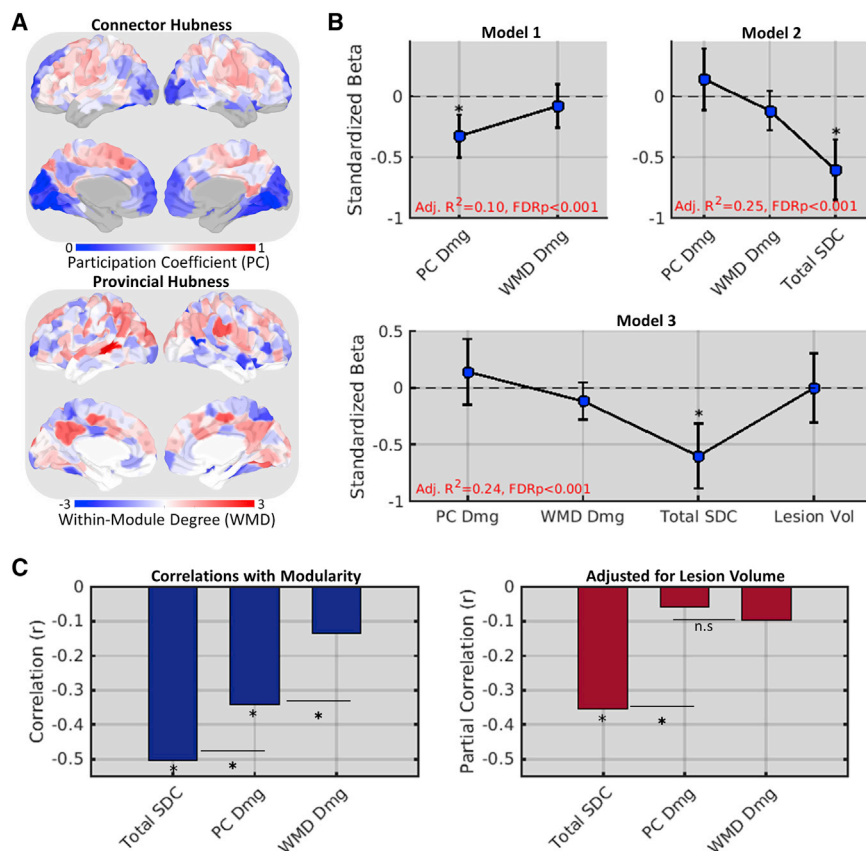 A
Connector Hubness
0
1
Participation Coefficient (PC)
Provincial Hubness
-3
3
Within-Module Degree (WMD)
B
Model 1
Standardized Beta
0
-0.5
-1
*
Adj. R²=0.10, FDRp<0.001
PC Dmg
WMD Dmg
Model 2
Standardized Beta
0
-0.5
-1
*
Adj. R²=0.25, FDRp<0.001
PC Dmg
WMD Dmg
Total SDC
Model 3
Standardized Beta
0.5
0
-0.5
-1
*
Adj. R²=0.24, FDRp<0.001
PC Dmg
WMD Dmg
Total SDC
Lesion Vol
C
Correlations with Modularity
Correlation (r)
0
-0.1
-0.2
-0.3
-0.4
-0.5
*
*
*
*
Total SDC
PC Dmg
WMD Dmg
Adjusted for Lesion Volume
Partial Correlation (r)
0
-0.1
-0.2
-0.3
-0.4
-0.5
n.s
*
*
Total SDC
PC Dmg
WMD Dmg